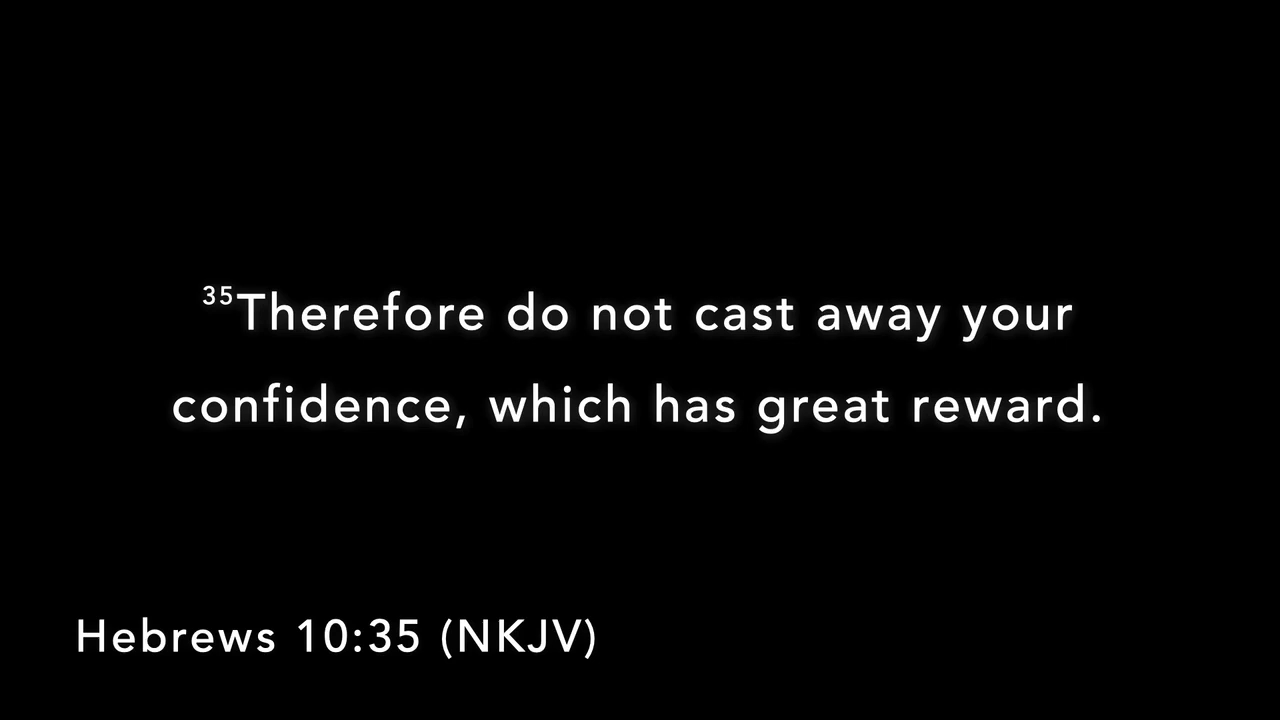 ³⁵Therefore do not cast away your
confidence, which has great reward.
Hebrews 10:35 (NKJV)